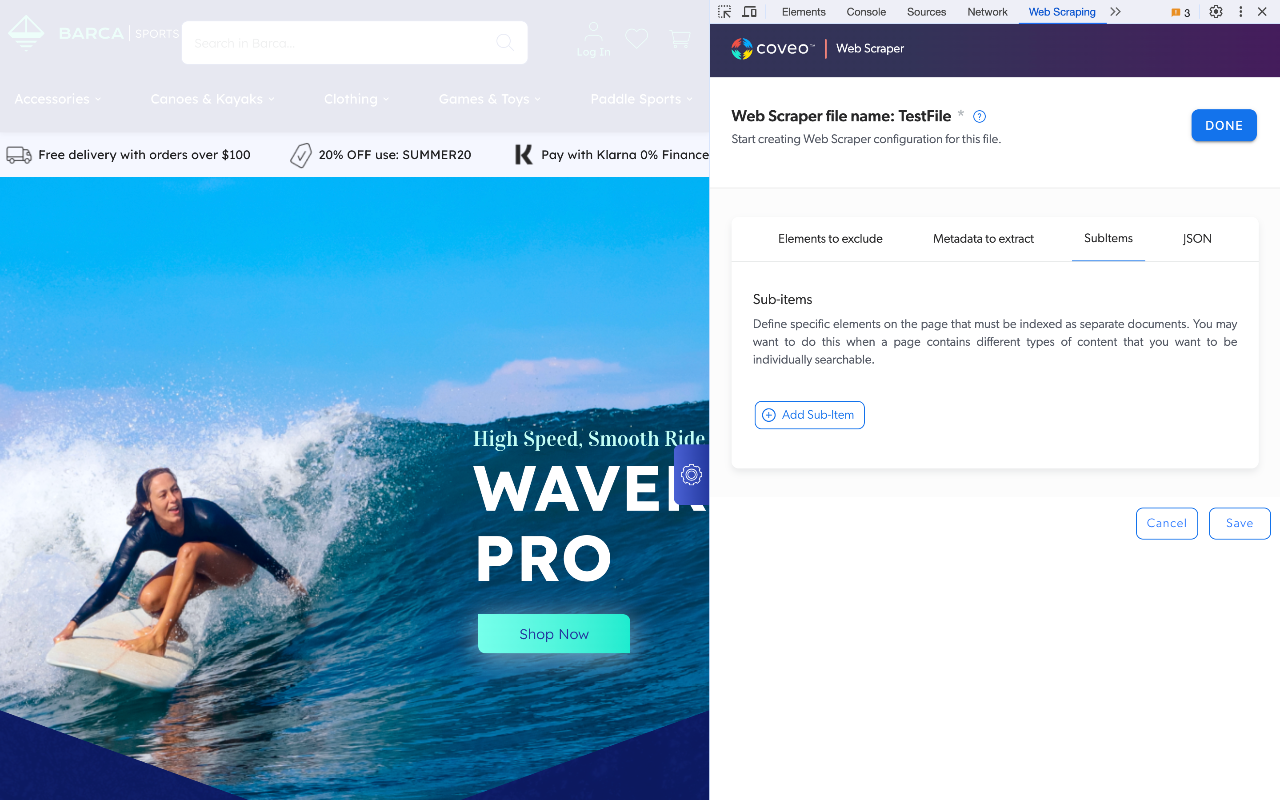 BARCA | SPORTS
Search in Barca...
Log In
Accessories
Canoes & Kayaks
Clothing
Games & Toys
Paddle Sports
Free delivery with orders over $100
20% OFF use: SUMMER20
K
Pay with Klarna 0% Finance
High Speed, Smooth Ride
WAVER
PRO
Shop Now
Elements
Console
Sources
Network
Web Scraping
3
coveo™
Web Scraper
Web Scraper file name: TestFile * ?
Start creating Web Scraper configuration for this file.
DONE
Elements to exclude
Metadata to extract
SubItems
JSON
Sub-items
Define specific elements on the page that must be indexed as separate documents. You may
want to do this when a page contains different types of content that you want to be
individually searchable.
Add Sub-Item
Cancel
Save